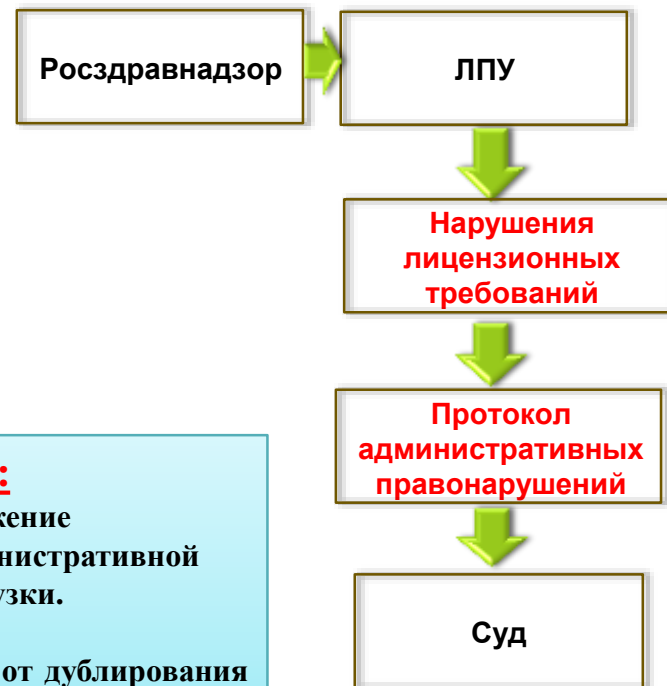 Росздравнадзор
ЛПУ
Нарушения
лицензионных
требований
Протокол
административных
правонарушений
Суд
:
жение
нистративной
узки.
от дублирования